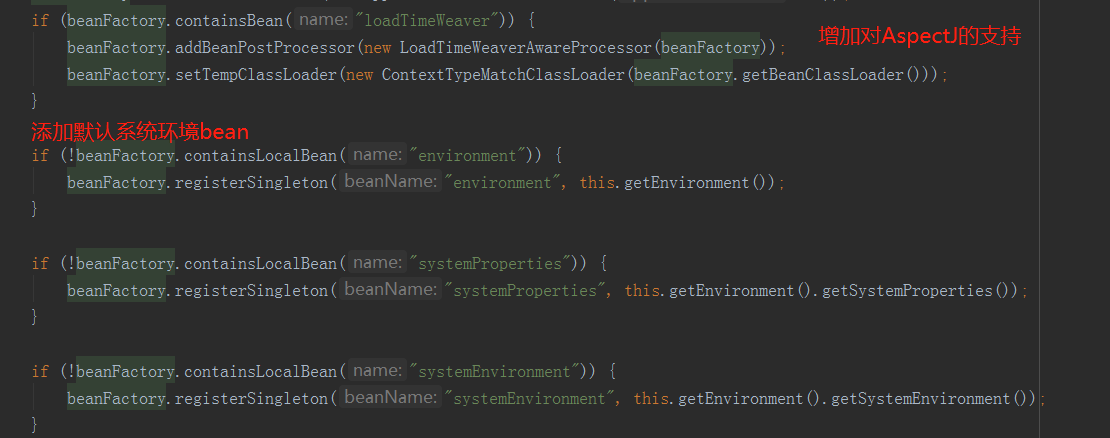 if (beanFactory.containsBean( name: "loadTimeWeaver")) {
beanFactory.addBeanPostProcessor(new LoadTimeWeaverAwareProcessor(beanFactory));
增加对AspectJ的支持
beanFactory.setTempClassLoader(new ContextTypeMatchClassLoader(beanFactory.getBeanClassLoader()));
}
添加默认系统环境bean
if (!beanFactory.containsLocalBean( name: "environment")) {
beanFactory.registerSingleton( beanName: "environment", this.getEnvironment());
}
if (!beanFactory.containsLocalBean( name: "systemProperties")) {
beanFactory.registerSingleton( beanName: "systemProperties", this.getEnvironment().getSystemProperties());
}
if (!beanFactory.containsLocalBean( name: "systemEnvironment")) {
beanFactory.registerSingleton( beanName: "systemEnvironment", this.getEnvironment().getSystemEnvironment());
}